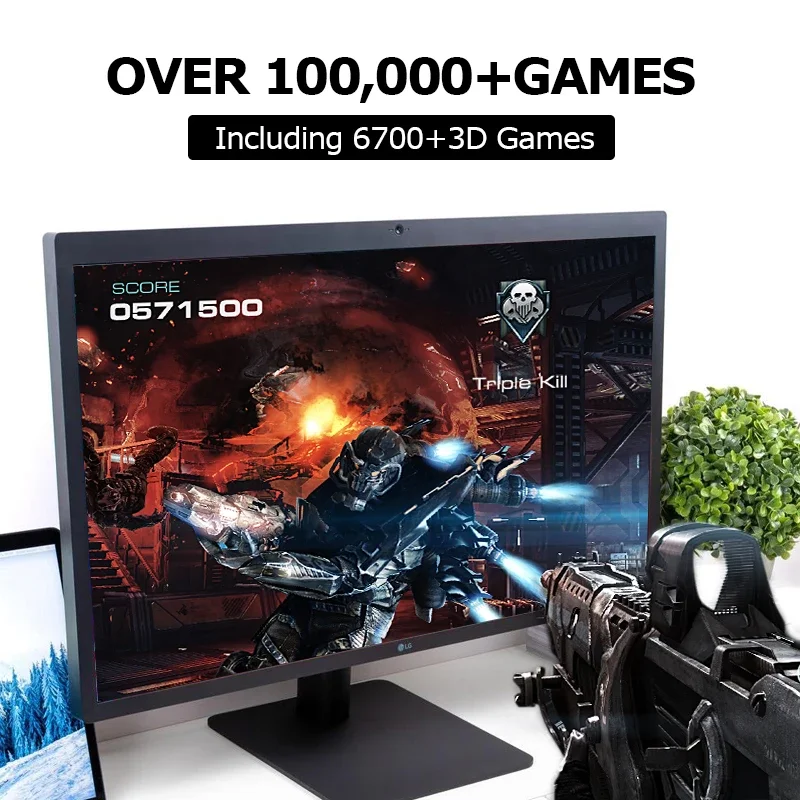 OVER 100,000+GAMES
Including 6700+3D Games
SCORE
0571500
Triple Kill
LG